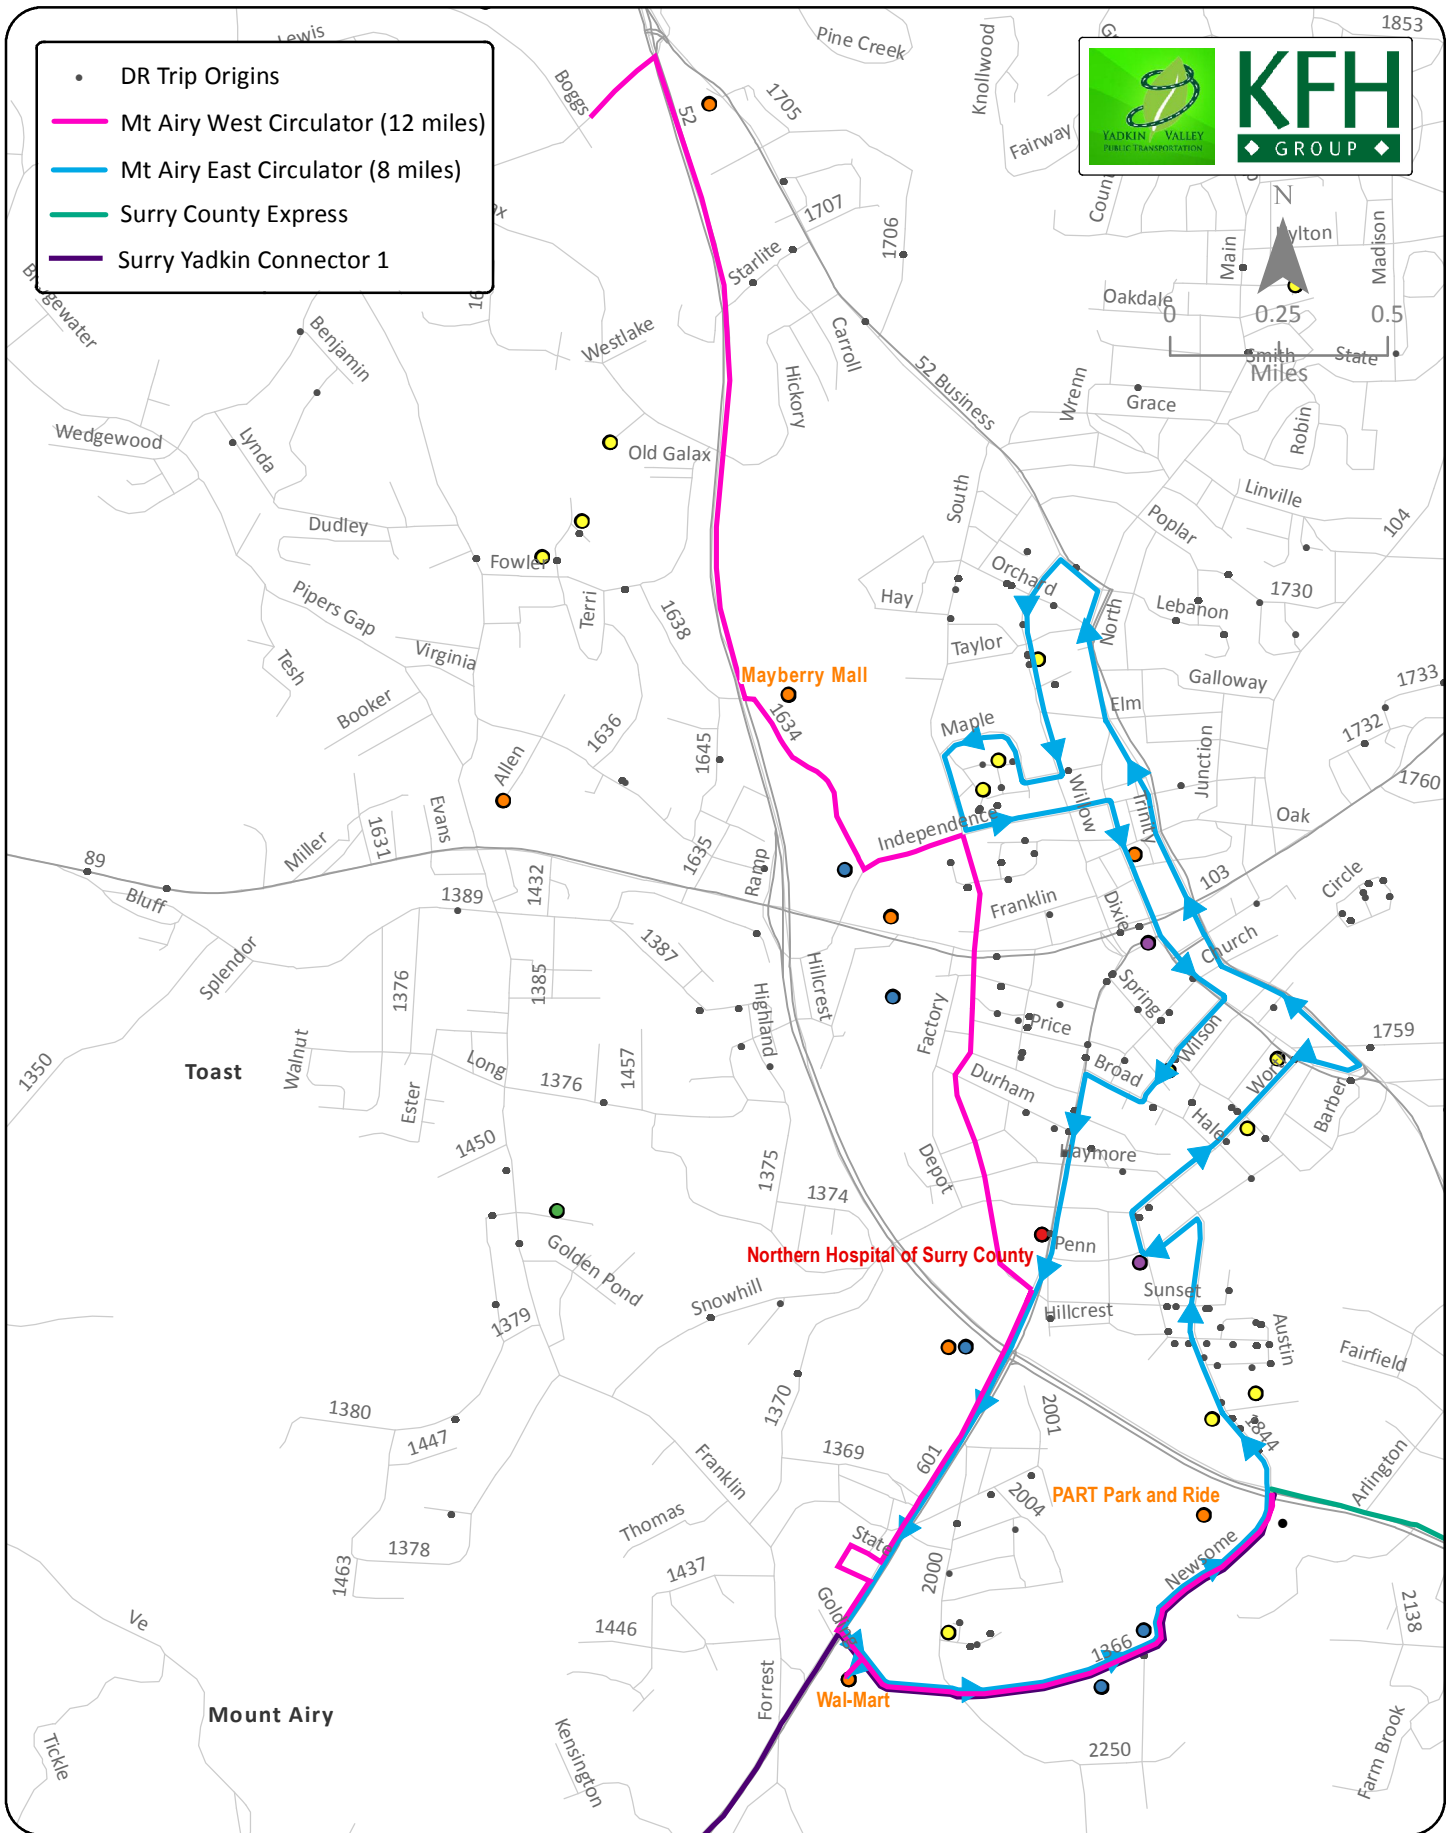 DR Trip Origins
Mt Airy West Circulator (12 miles)
Mt Airy East Circulator (8 miles)
Surry County Express
Surry Yadkin Connector 1
YADKIN VALLEY
PUBLIC TRANSPORTATION
KFH
GROUP
N
0
0.25
0.5
Miles
Lewis
Boggs
52
1705
Pine Creek
Knollwood
Fairway
1853
1707
1706
Starlite
Main
Madison
Oakdale
Smith
State
Benjamin
Westlake
Carroll
Hickory
52 Business
Wrenn
Grace
Robin
Wedgewood
Lynda
Old Galax
South
Linville
Poplar
104
Dudley
Fowler
Orchard
Hay
North
Lebanon
1730
Pipers Gap
Terri
1638
Taylor
Virginia
Tesh
Booker
Mayberry Mall
1634
Galloway
1733
Elm
Maple
1636
1645
Junction
1732
1760
Allen
Willow
Trinity
Oak
Evans
Independence
1631
Miller
1635
Ramp
89
Bluff
1389
1432
Franklin
Dixie
103
Circle
Splendor
1387
Church
1376
1385
Hillcrest
Spring
Highland
Factory
Price
Wilson
1759
1350
Toast
Walnut
Long
1376
1457
Broad
Durham
Ester
Barber
Hale
1450
Haymore
Depot
1375
1374
Penn
Northern Hospital of Surry County
Golden Pond
Snowhill
Sunset
Hillcrest
1379
Austin
Fairfield
1370
2001
1380
1447
1369
601
1844
Franklin
Arlington
PART Park and Ride
2004
Thomas
State
1378
1463
1437
2000
Newsome
2138
Ve
1446
1366
Forrest
Wal-Mart
Mount Airy
Tickle
Kensington
2250
Farm Brook